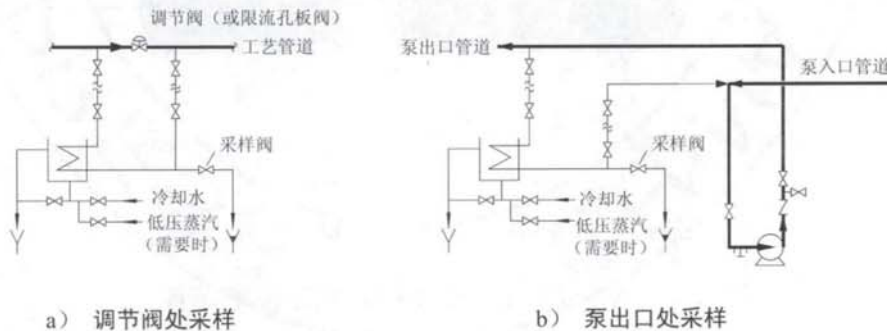 调节阀（或限流孔板阀）
工艺管道
采样阀
冷却水
低压蒸汽
（需要时）
a） 调节阀处采样
泵出口管道
泵入口管道
采样阀
冷却水
低压蒸汽
（需要时）
b） 泵出口处采样